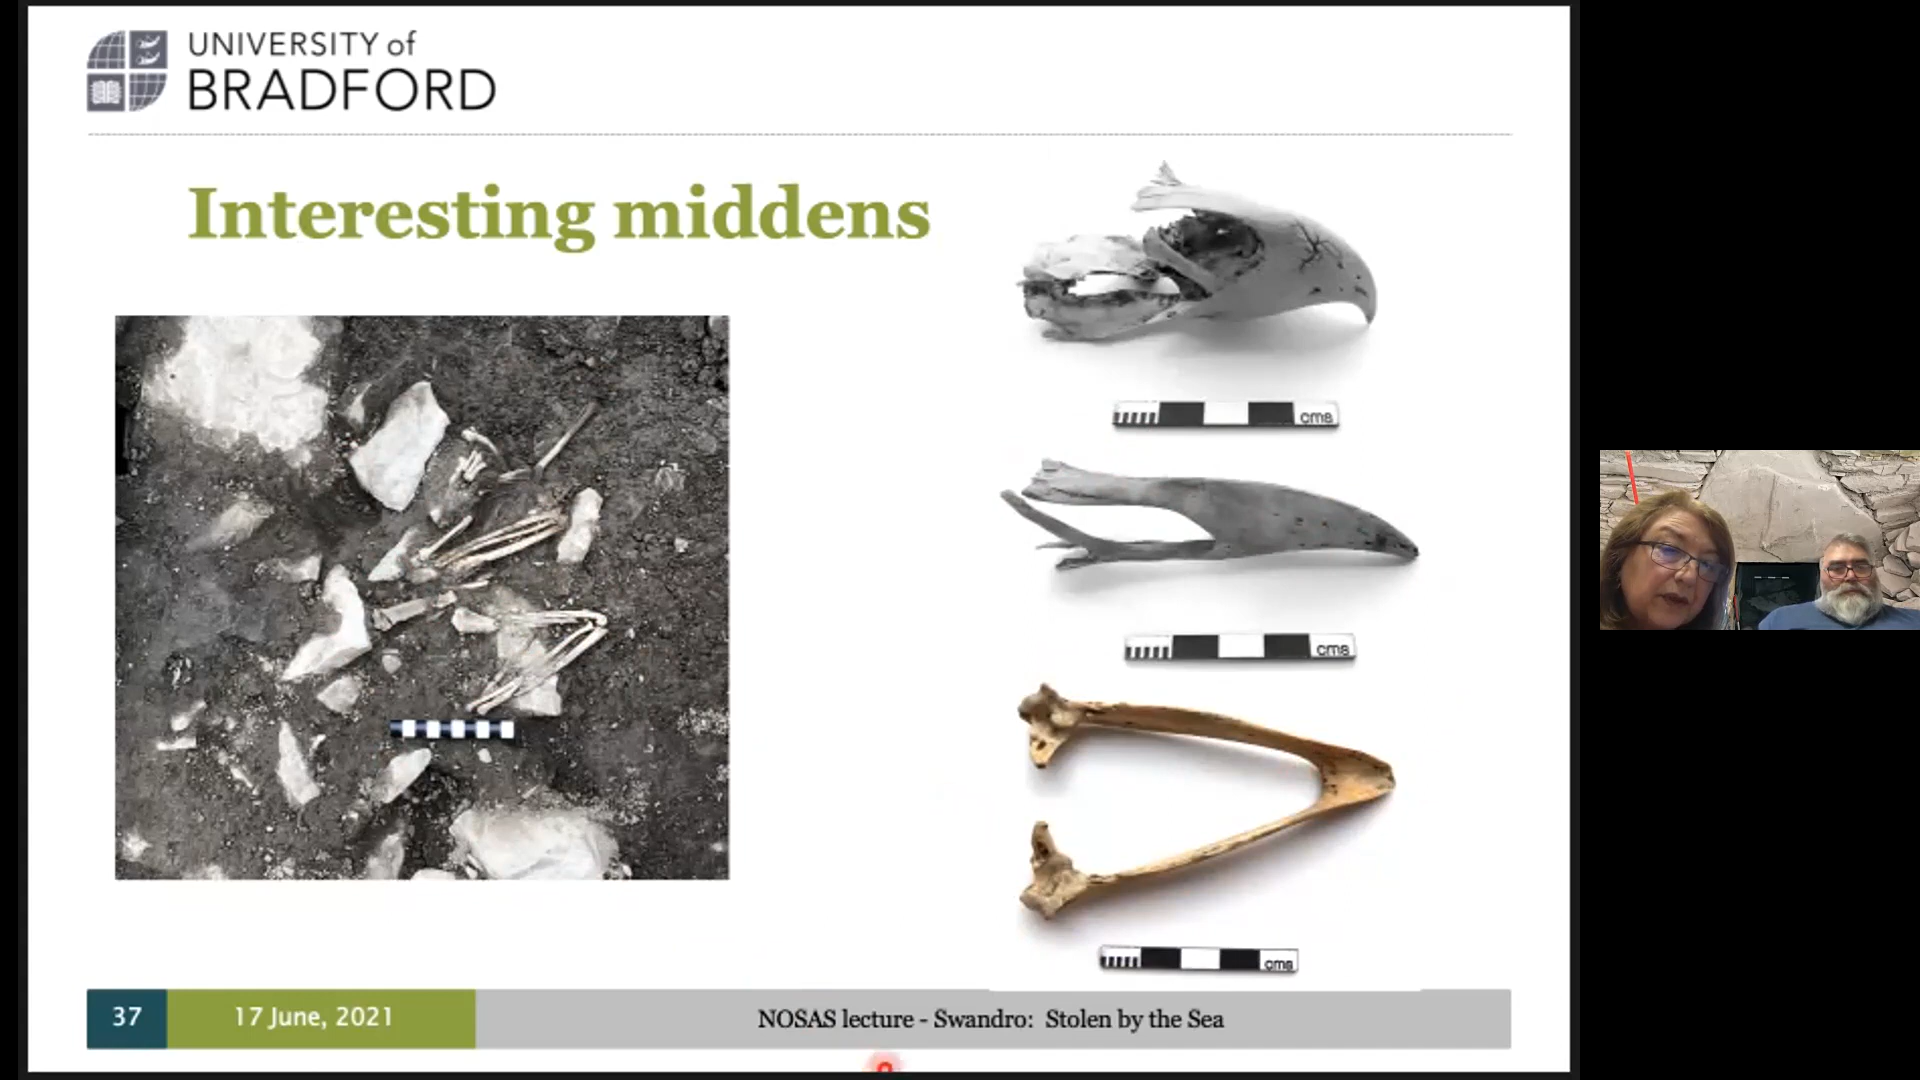 UNIVERSITY of
BRADFORD
Interesting middens
cms
cms
cms
37
17 June, 2021
NOSAS lecture - Swandro: Stolen by the Sea